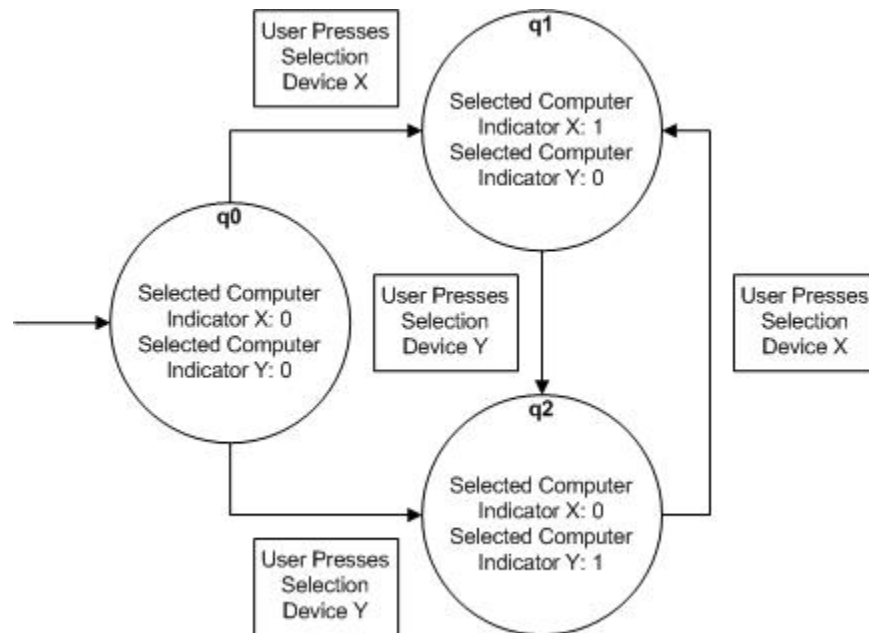 User Presses
Selection
Device X
q1
Selected Computer
Indicator X: 1
Selected Computer
Indicator Y: 0
q0
Selected Computer
Indicator X: 0
Selected Computer
Indicator Y: 0
User Presses
Selection
Device Y
User Presses
Selection
Device X
q2
Selected Computer
Indicator X: 0
Selected Computer
Indicator Y: 1
User Presses
Selection
Device Y